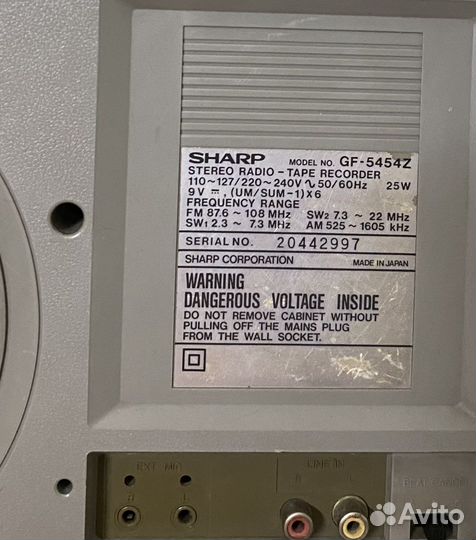 SHARP MODEL NO. GF-5454Z
STEREO RADIO-TAPE RECORDER
110~127/220~240V ∿ 50/60Hz 25W
9V ⎓, (UM/SUM-1)X6
FREQUENCY RANGE
FM 87.6~108 MHz SW2 7.3~22 MHz
SW1 2.3~7.3 MHz AM 525~1605 kHz
SERIAL NO. 20442997
SHARP CORPORATION MADE IN JAPAN
WARNING
DANGEROUS VOLTAGE INSIDE
DO NOT REMOVE CABINET WITHOUT
PULLING OFF THE MAINS PLUG
FROM THE WALL SOCKET.
EXT MIC LINE IN BEAT CANCEL
R L R L
Avito